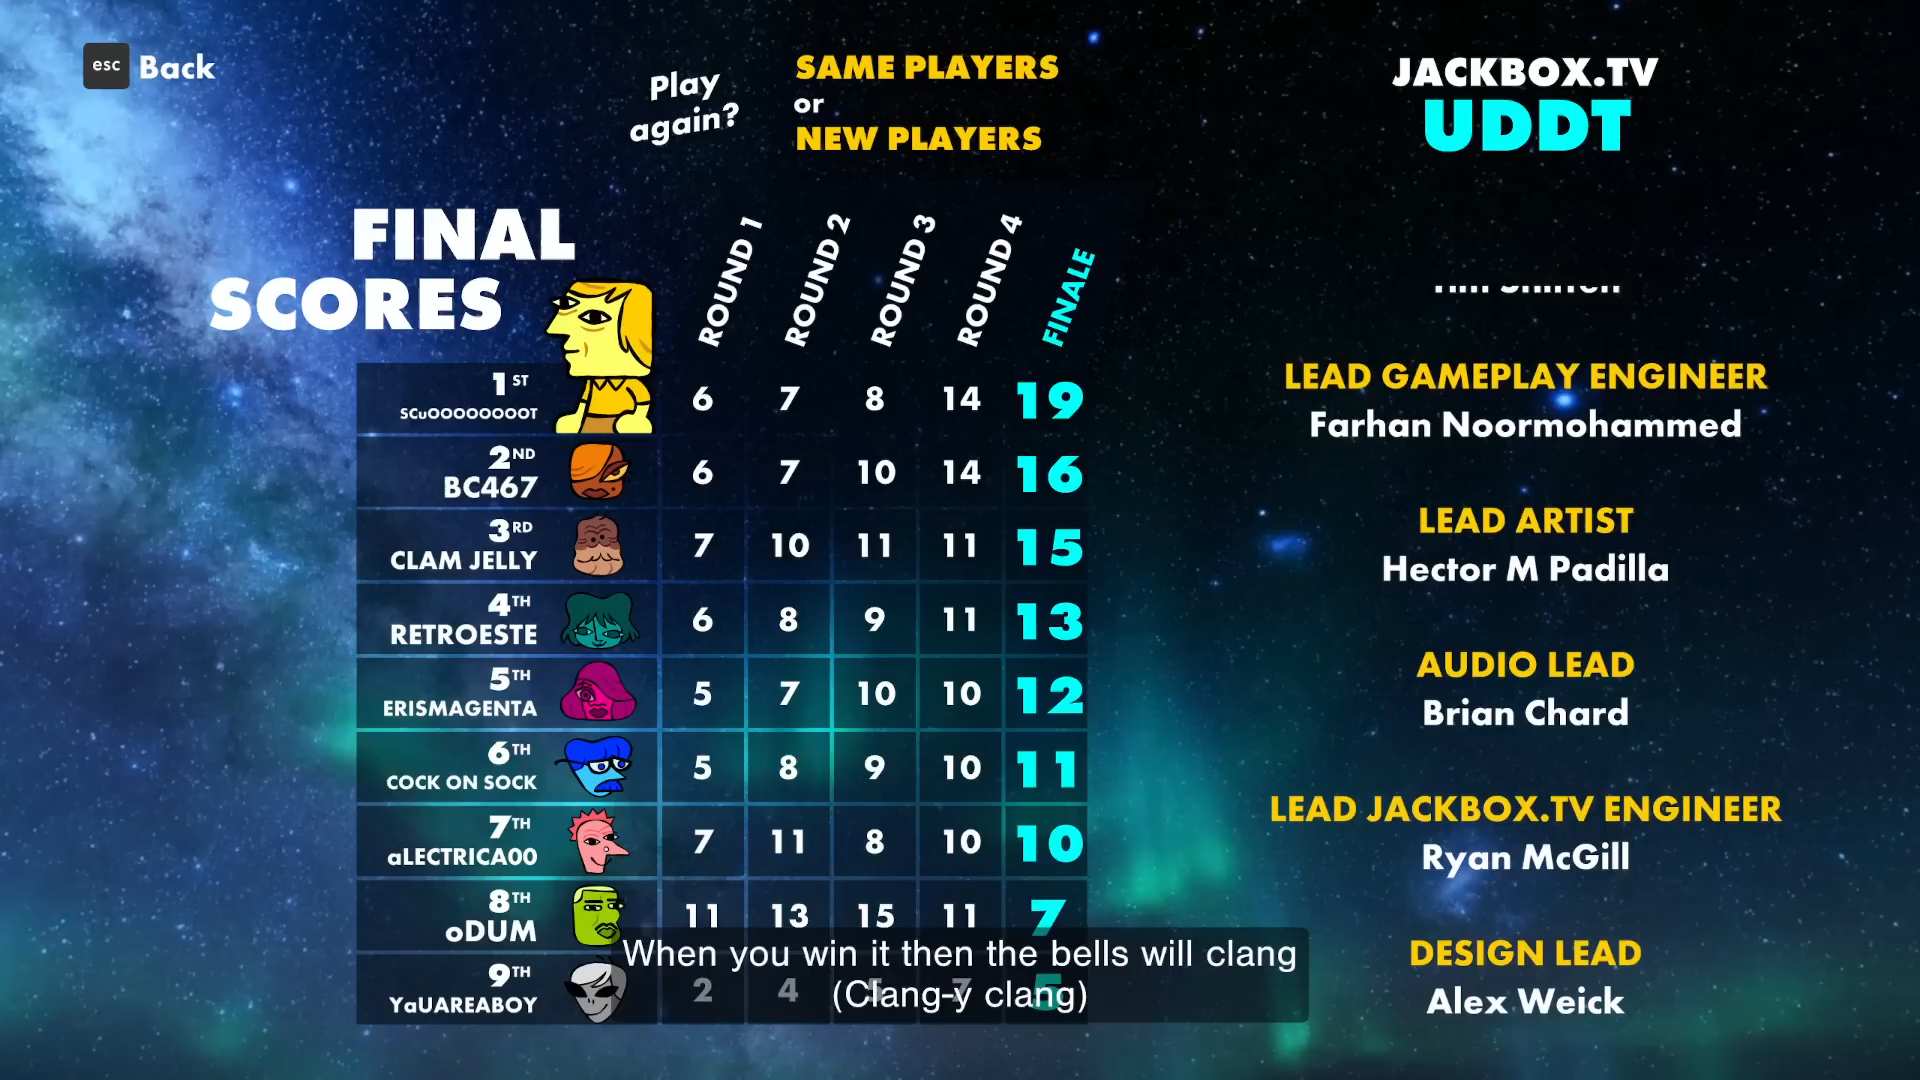 esc Back
Play again?
SAME PLAYERS
or
NEW PLAYERS
JACKBOX.TV
UDDT
FINAL
SCORES
ROUND 1 ROUND 2 ROUND 3 ROUND 4 FINALE
1ST
SCuOOOOOOOOT 6 7 8 14 19
2ND
BC467 6 7 10 14 16
3RD
CLAM JELLY 7 10 11 11 15
4TH
RETROESTE 6 8 9 11 13
5TH
ERISMAGENTA 5 7 10 10 12
6TH
COCK ON SOCK 5 8 9 10 11
7TH
aLECTRICA00 7 11 8 10 10
8TH
oDUM 11 13 15 11 7
9TH
YaUAREABOY 2 4 5 7 5
When you win it then the bells will clang
(Clang-y clang)
LEAD GAMEPLAY ENGINEER
Farhan Noormohammed
LEAD ARTIST
Hector M Padilla
AUDIO LEAD
Brian Chard
LEAD JACKBOX.TV ENGINEER
Ryan McGill
DESIGN LEAD
Alex Weick